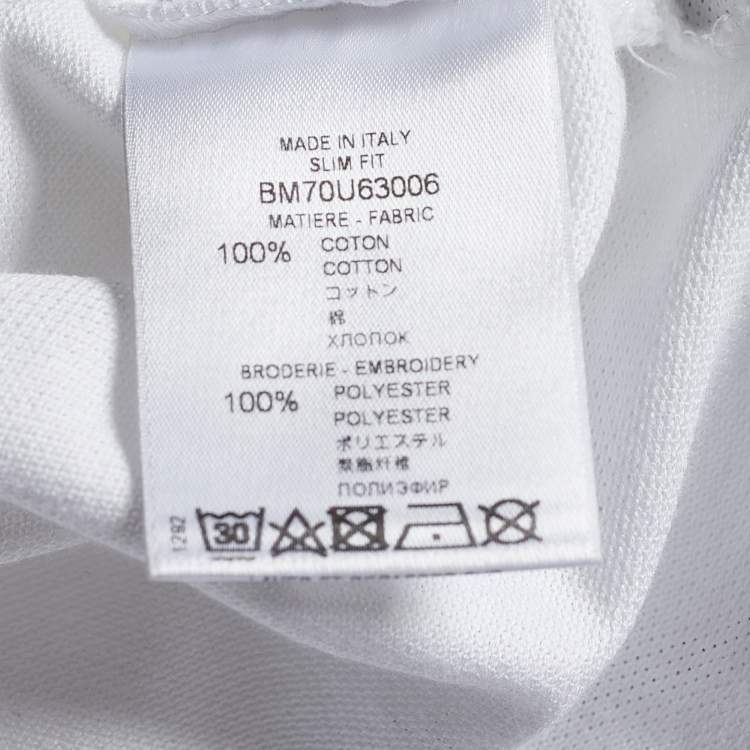 MADE IN ITALY
SLIM FIT
BM70U63006
MATIERE - FABRIC
100% COTON
COTTON
コットン
棉
ХЛОПОК
BRODERIE - EMBROIDERY
100% POLYESTER
POLYESTER
ポリエステル
聚脂纤维
ПОЛИЭФИР
1292
30